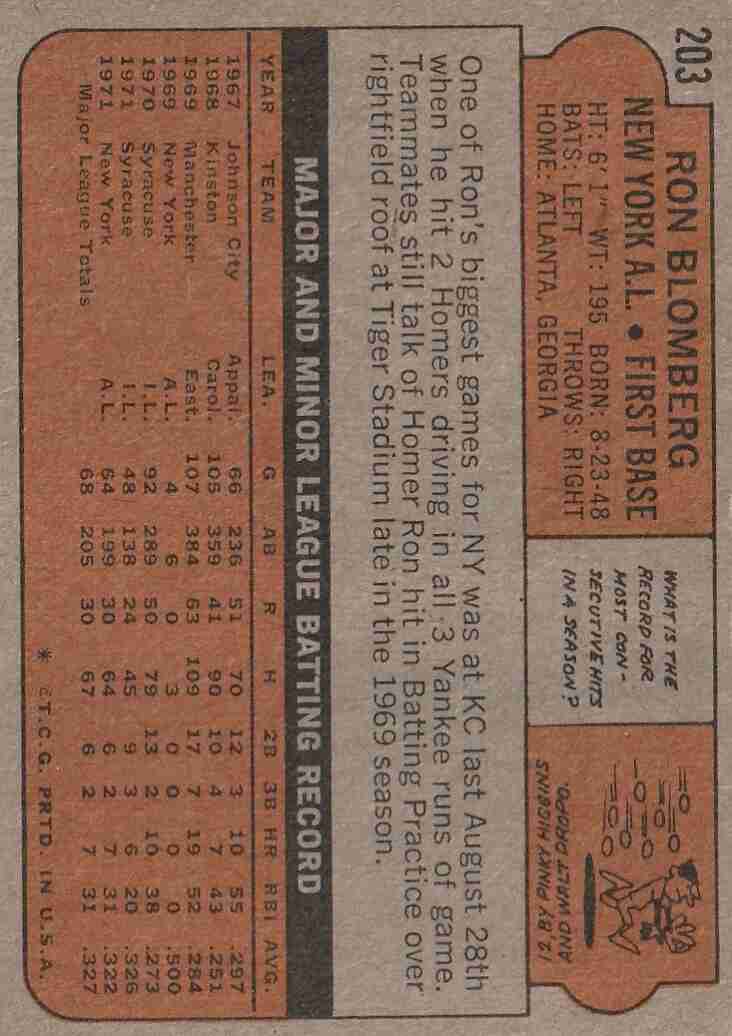 203
RON BLOMBERG
NEW YORK A.L. • FIRST BASE
HT: 6' 1" WT: 195 BORN: 8-23-48
BATS: LEFT THROWS: RIGHT
HOME: ATLANTA, GEORGIA
WHAT IS THE
RECORD FOR
MOST CON-
SECUTIVE HITS
IN A SEASON?
12, BY PINKY HIGGINS
AND WALT DROPO.
One of Ron's biggest games for NY was at KC last August 28th
when he hit 2 Homers driving in all 3 Yankee runs of game.
Teammates still talk of Homer Ron hit in Batting Practice over
rightfield roof at Tiger Stadium late in the 1969 season.
MAJOR AND MINOR LEAGUE BATTING RECORD
YEAR TEAM LEA. G AB R H 2B 3B HR RBI AVG.
1967 Johnson City Appal. 66 236 51 70 12 3 10 55 .297
1968 Kinston Carol. 105 359 41 90 10 4 7 43 .251
1969 Manchester East. 107 384 63 109 17 7 19 52 .284
1969 New York A.L. 4 6 0 3 0 0 0 0 .500
1970 Syracuse I.L. 92 289 50 79 13 2 10 38 .273
1971 Syracuse I.L. 48 138 24 45 9 3 6 20 .326
1971 New York A.L. 64 199 30 64 6 2 7 31 .322
Major League Totals 68 205 30 67 6 2 7 31 .327
* ©T.C.G. PRTD. IN U.S.A.